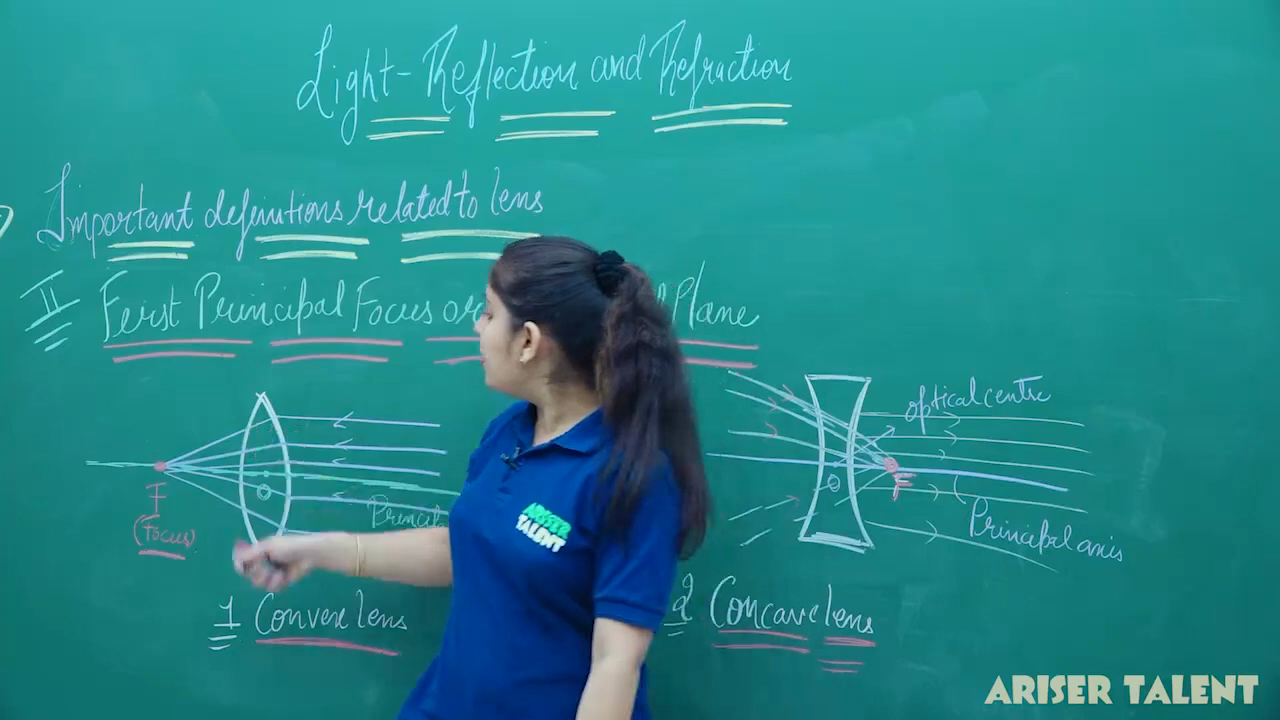 Light-Reflection and Refraction
Important definitions related to lens
II First Principal Focus or Plane
optical centre
F
(Focus)
O
Princip
O
F
Principal axis
ARISER
TALENT
1 Convex lens
2 Concave lens
ARISER TALENT